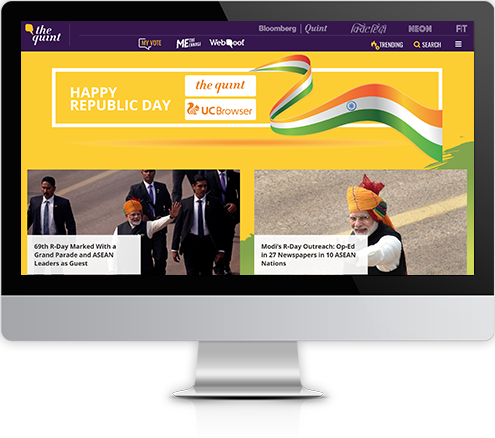 the quint
Bloomberg | Quint
क्विंट हिंदी
NEON
FIT
MY VOTE
ME THE CHANGE
WebQoof
TRENDING
SEARCH
HAPPY
REPUBLIC DAY
the quint
UCBrowser
69th R-Day Marked With a
Grand Parade and ASEAN
Leaders as Guest
Modi's R-Day Outreach: Op-Ed
in 27 Newspapers in 10 ASEAN
Nations